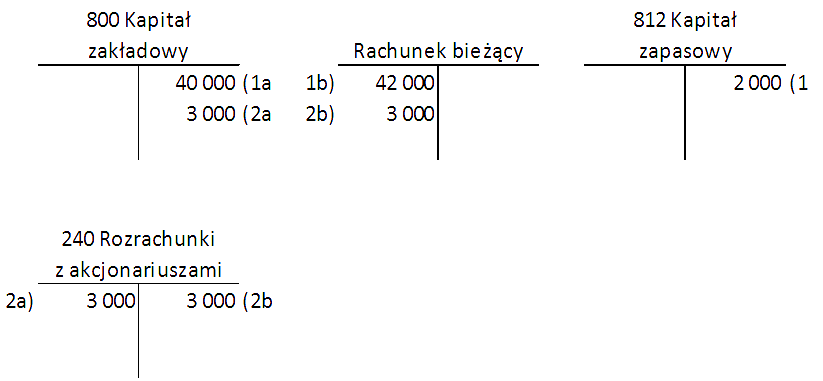 800 Kapitał
zakładowy
Rachunek bieżący
812 Kapitał
zapasowy
40 000 (1a 1b) 42 000 2 000 (1
3 000 (2a 2b) 3 000
240 Rozrachunki
z akcjonariuszami
2a) 3 000 3 000 (2b